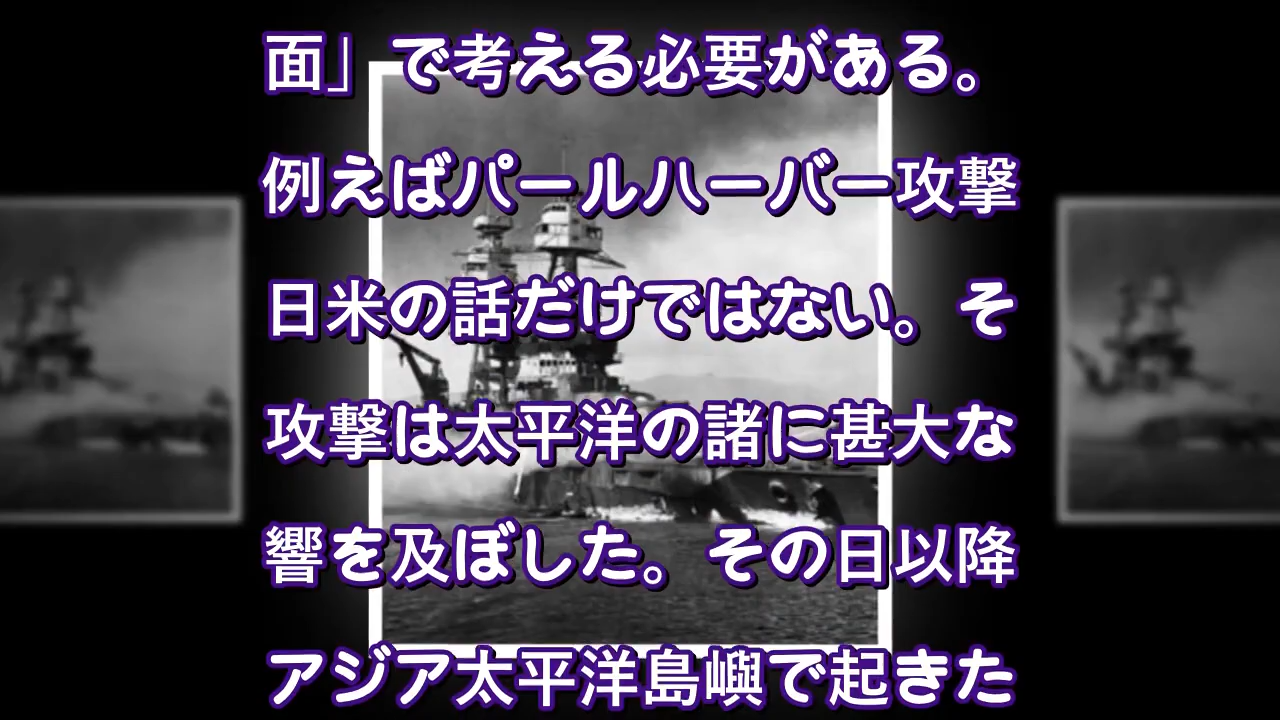 面」で考える必要がある。
例えばパールハーバー攻撃
日米の話だけではない。そ
攻撃は太平洋の諸に甚大な
響を及ぼした。その日以降
アジア太平洋島嶼で起きた